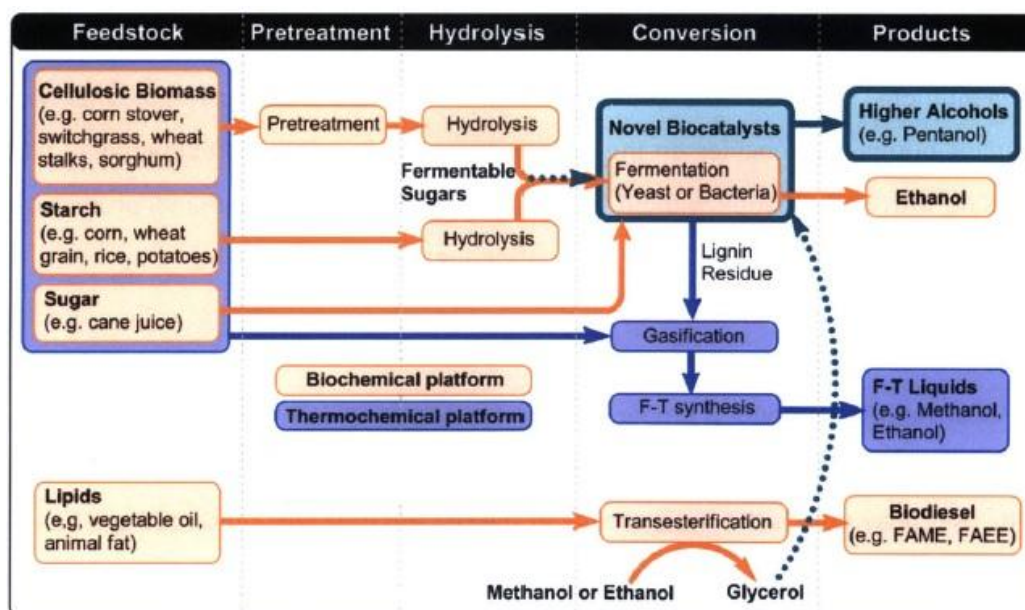 Feedstock
Pretreatment
Hydrolysis
Conversion
Products
Cellulosic Biomass
(e.g. corn stover,
switchgrass, wheat
stalks, sorghum)
Pretreatment
Hydrolysis
Fermentable
Sugars
Novel Biocatalysts
Fermentation
(Yeast or Bacteria)
Higher Alcohols
(e.g. Pentanol)
Ethanol
Starch
(e.g. corn, wheat
grain, rice, potatoes)
Hydrolysis
Lignin
Residue
Sugar
(e.g. cane juice)
Gasification
Biochemical platform
Thermochemical platform
F-T synthesis
F-T Liquids
(e.g. Methanol,
Ethanol)
Lipids
(e,g, vegetable oil,
animal fat)
Transesterification
Biodiesel
(e.g. FAME, FAEE)
Methanol or Ethanol
Glycerol